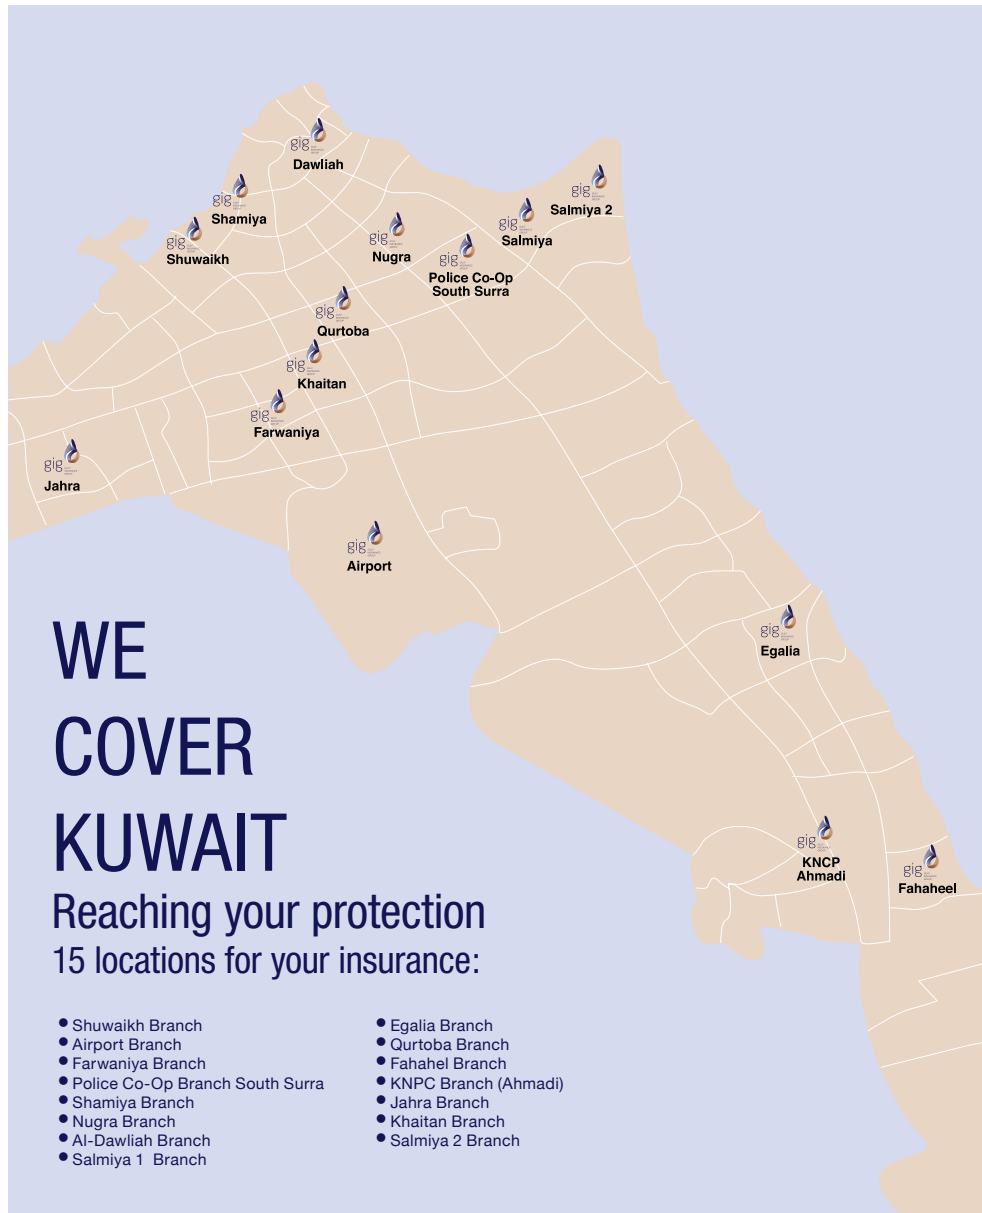 gig
Dawliah
gig
Salmiya 2
gig
Shamiya
gig
Salmiya
gig
Nugra
gig
Shuwaikh
gig
Police Co-Op
South Surra
gig
Qurtoba
gig
Khaitan
gig
Farwaniya
gig
Jahra
gig
Airport
gig
Egalia
gig
KNCP
Ahmadi
gig
Fahaheel
WE
COVER
KUWAIT
Reaching your protection
15 locations for your insurance:
• Shuwaikh Branch
• Airport Branch
• Farwaniya Branch
• Police Co-Op Branch South Surra
• Shamiya Branch
• Nugra Branch
• Al-Dawliah Branch
• Salmiya 1 Branch
• Egalia Branch
• Qurtoba Branch
• Fahahel Branch
• KNPC Branch (Ahmadi)
• Jahra Branch
• Khaitan Branch
• Salmiya 2 Branch